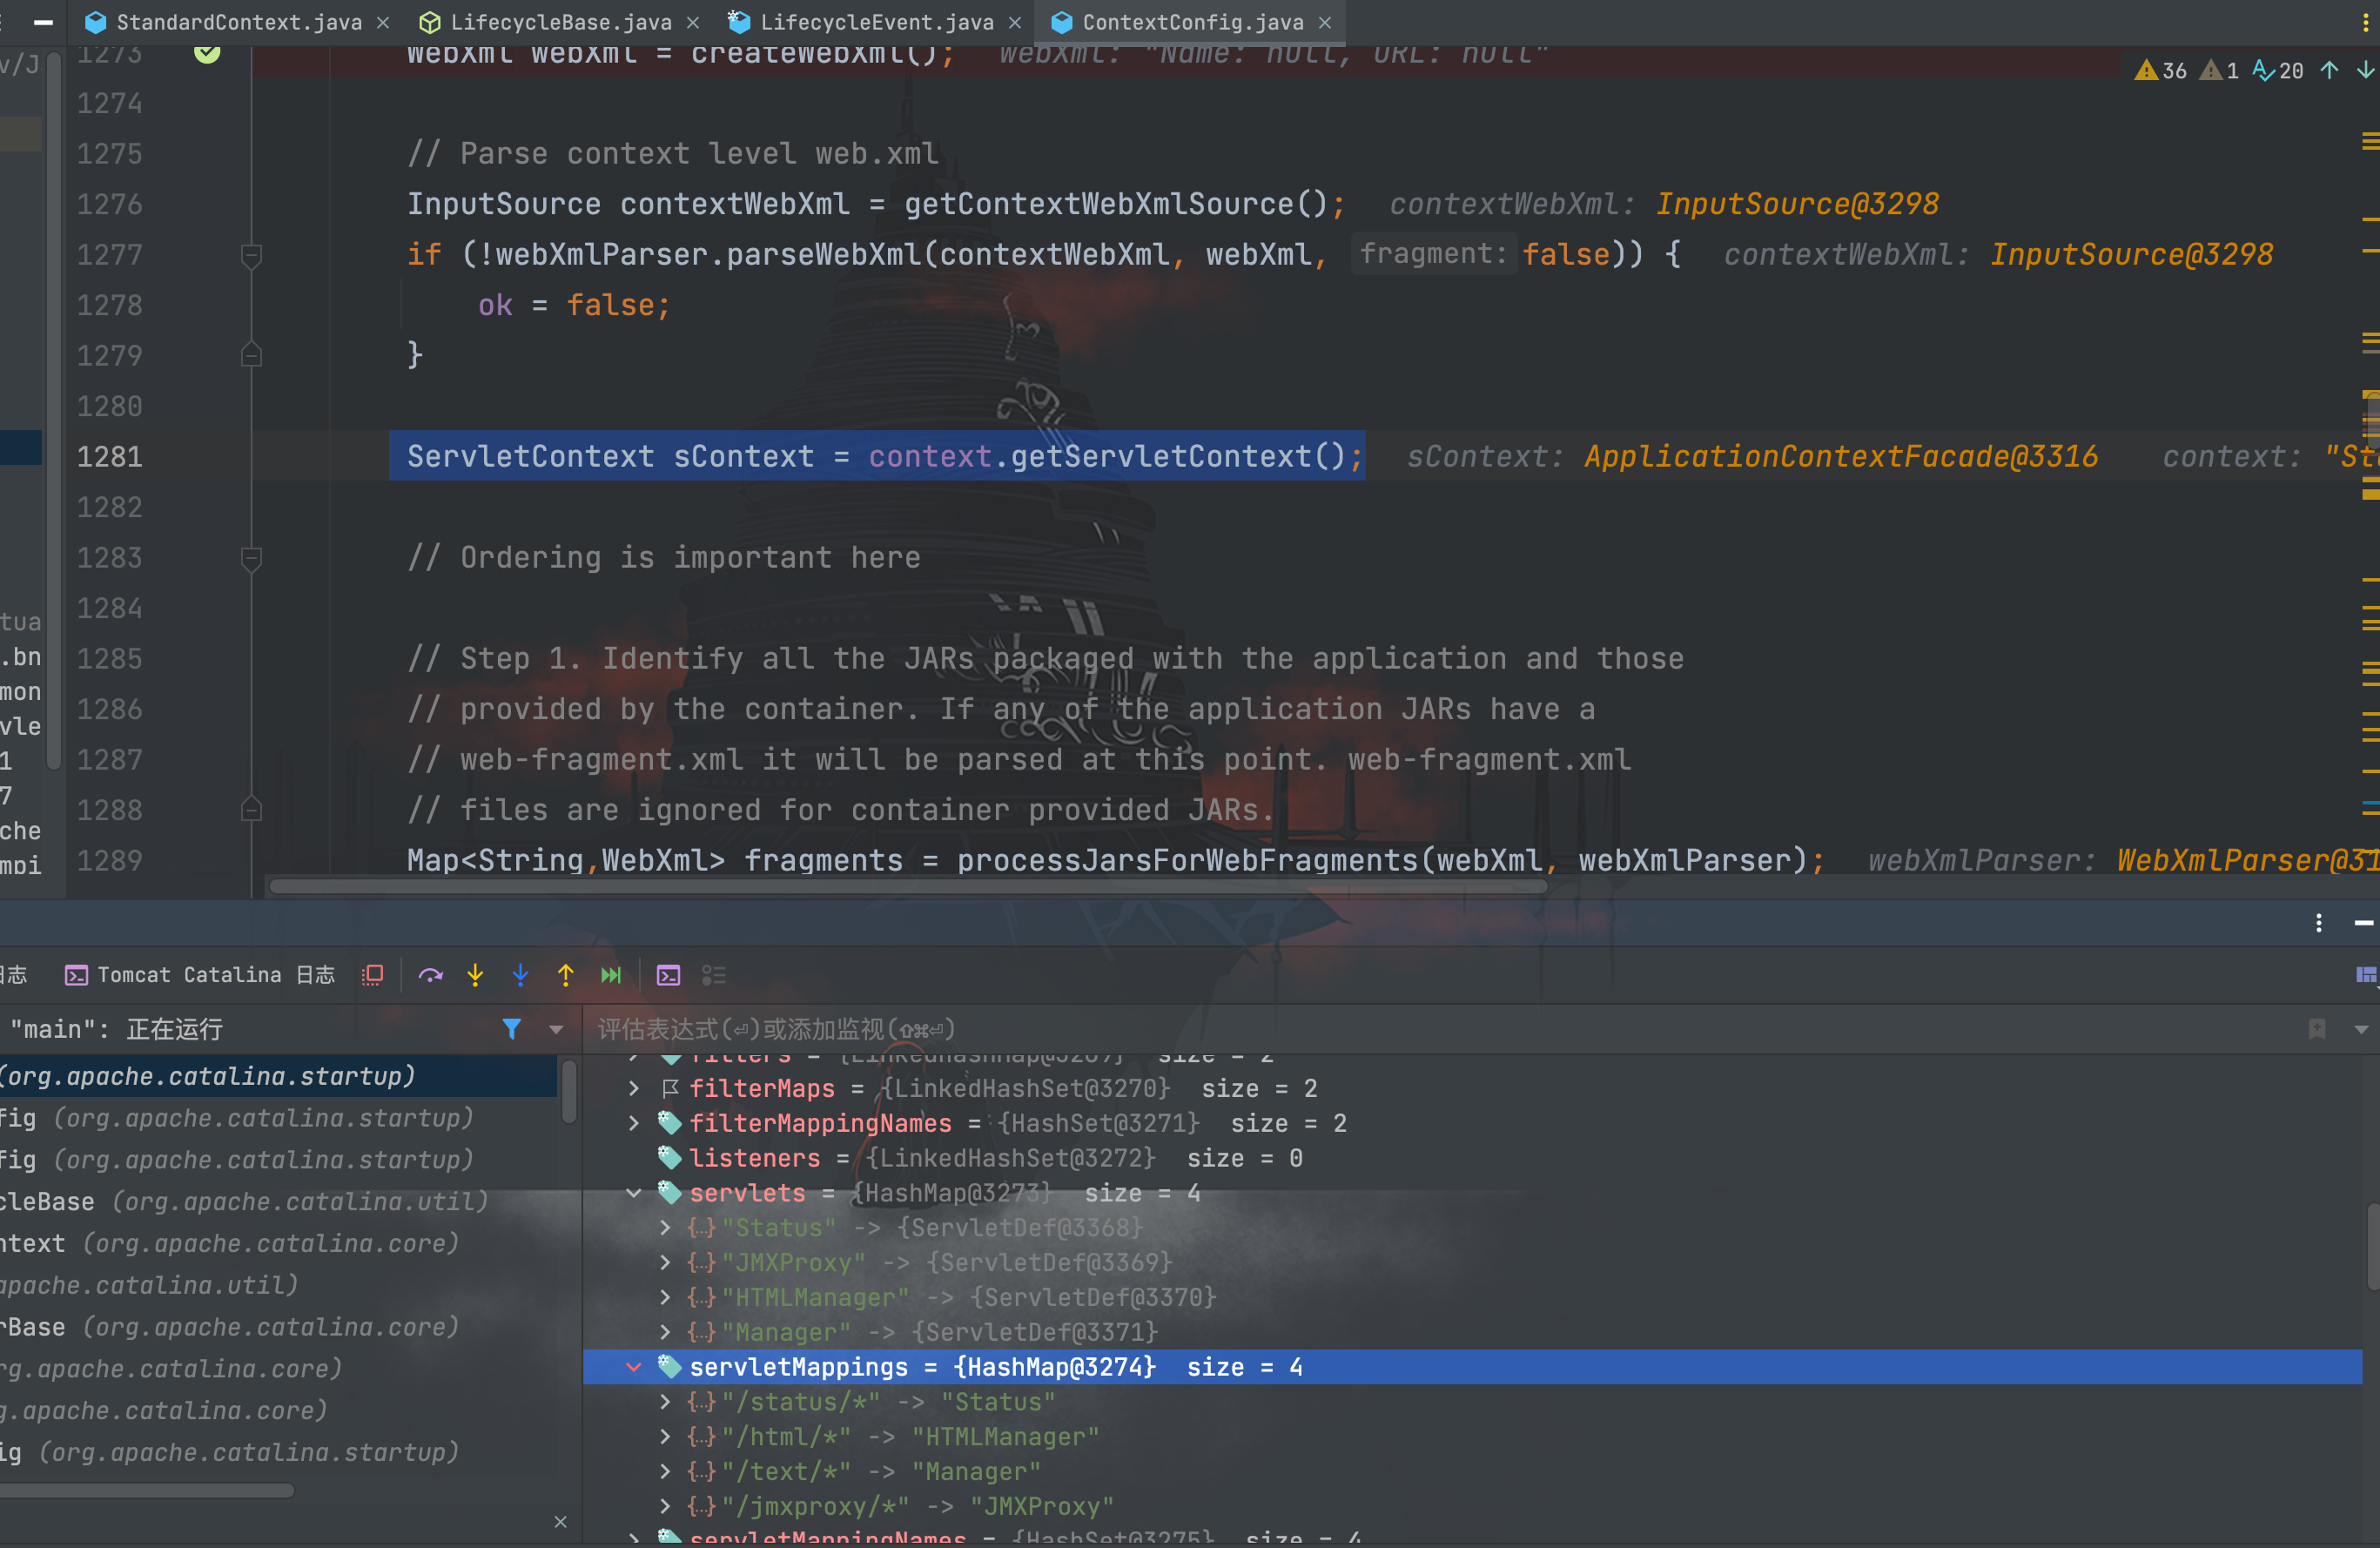 StandardContext.java
LifecycleBase.java
LifecycleEvent.java
ContextConfig.java
v/J
1273 WebXml webXml = createWebXml(); webXml: "Name: null, URL: null"
36 1 20
1274
1275 // Parse context level web.xml
1276 InputSource contextWebXml = getContextWebXmlSource(); contextWebXml: InputSource@3298
1277 if (!webXmlParser.parseWebXml(contextWebXml, webXml, fragment: false)) { contextWebXml: InputSource@3298
1278 ok = false;
1279 }
1280
1281 ServletContext sContext = context.getServletContext(); sContext: ApplicationContextFacade@3316 context: "Sta
1282
1283 // Ordering is important here
1284
tua
1285 // Step 1. Identify all the JARs packaged with the application and those
.bn
mon
1286 // provided by the container. If any of the application JARs have a
vle
1287 // web-fragment.xml it will be parsed at this point. web-fragment.xml
1
7
1288 // files are ignored for container provided JARs.
che
1289 Map<String,WebXml> fragments = processJarsForWebFragments(webXml, webXmlParser); webXmlParser: WebXmlParser@31
mpi
日志
Tomcat Catalina 日志
"main": 正在运行
评估表达式(⏎)或添加监视(⇧⌘⏎)
(org.apache.catalina.startup)
fig (org.apache.catalina.startup)
fig (org.apache.catalina.startup)
cleBase (org.apache.catalina.util)
ntext (org.apache.catalina.core)
apache.catalina.util)
rBase (org.apache.catalina.core)
rg.apache.catalina.core)
g.apache.catalina.core)
ig (org.apache.catalina.startup)
filters = {LinkedHashMap@3269} size = 2
filterMaps = {LinkedHashSet@3270} size = 2
filterMappingNames = {HashSet@3271} size = 2
listeners = {LinkedHashSet@3272} size = 0
servlets = {HashMap@3273} size = 4
{...} "Status" -> {ServletDef@3368}
{...} "JMXProxy" -> {ServletDef@3369}
{...} "HTMLManager" -> {ServletDef@3370}
{...} "Manager" -> {ServletDef@3371}
servletMappings = {HashMap@3274} size = 4
{...} "/status/*" -> "Status"
{...} "/html/*" -> "HTMLManager"
{...} "/text/*" -> "Manager"
{...} "/jmxproxy/*" -> "JMXProxy"
servletMappingNames = {HashSet@3275} size = 4